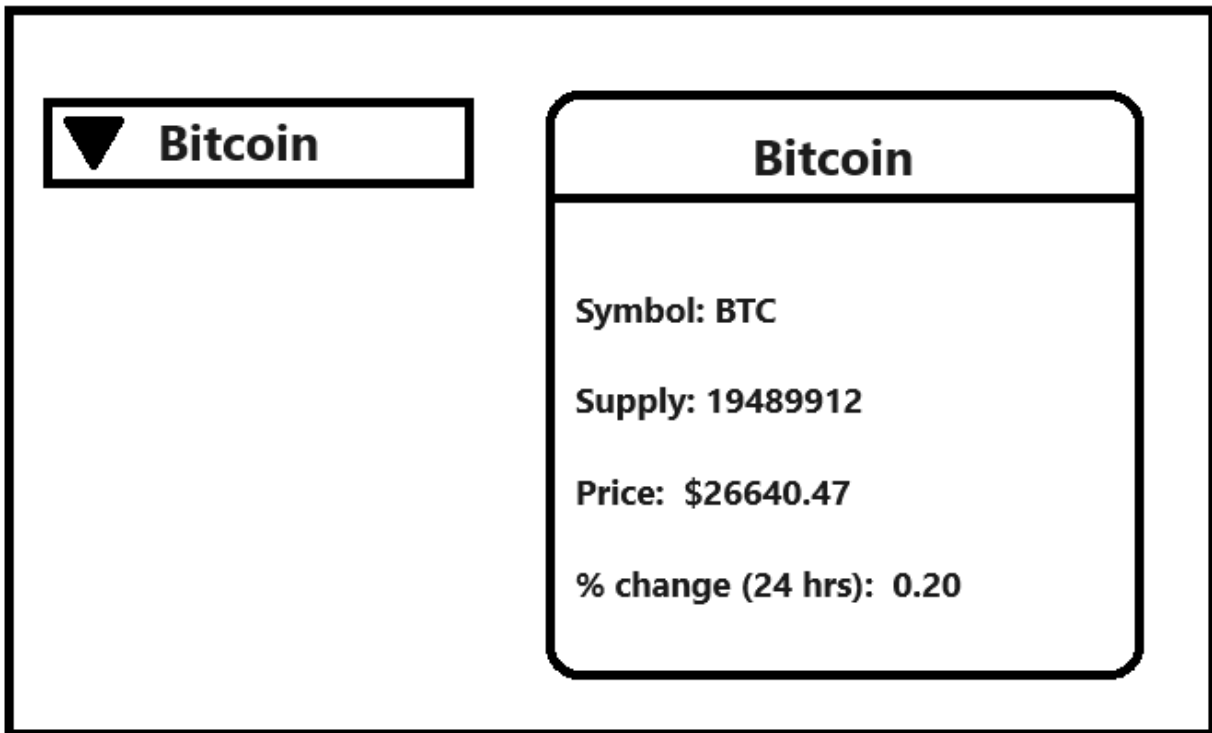 Bitcoin
Bitcoin
Symbol: BTC
Supply: 19489912
Price: $26640.47
% change (24 hrs): 0.20